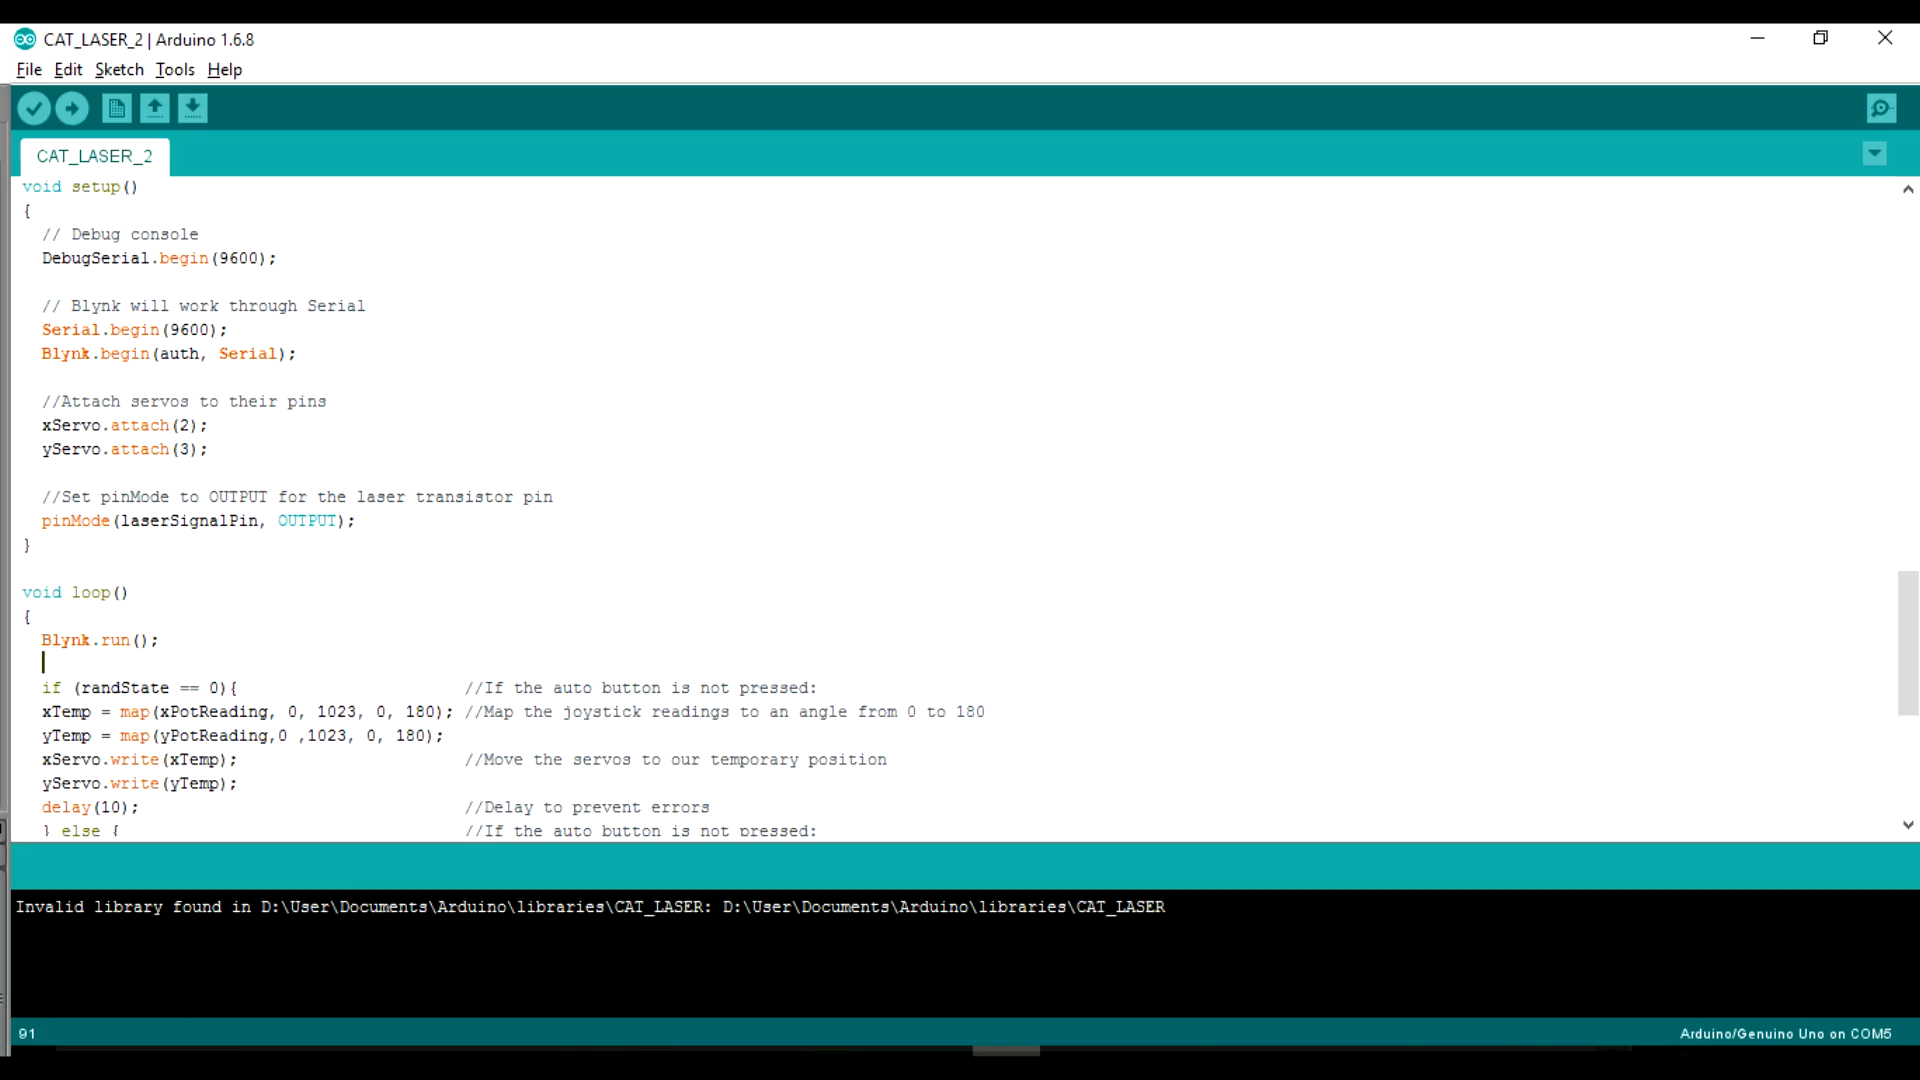 CAT_LASER_2 | Arduino 1.6.8
File Edit Sketch Tools Help
CAT_LASER_2
void setup()
{
// Debug console
DebugSerial.begin(9600);
// Blynk will work through Serial
Serial.begin(9600);
Blynk.begin(auth, Serial);
//Attach servos to their pins
xServo.attach(2);
yServo.attach(3);
//Set pinMode to OUTPUT for the laser transistor pin
pinMode(laserSignalPin, OUTPUT);
}
void loop()
{
Blynk.run();
if (randState == 0){ //If the auto button is not pressed:
xTemp = map(xPotReading, 0, 1023, 0, 180); //Map the joystick readings to an angle from 0 to 180
yTemp = map(yPotReading,0 ,1023, 0, 180);
xServo.write(xTemp); //Move the servos to our temporary position
yServo.write(yTemp);
delay(10); //Delay to prevent errors
} else { //If the auto button is not pressed:
Invalid library found in D:\User\Documents\Arduino\libraries\CAT_LASER: D:\User\Documents\Arduino\libraries\CAT_LASER
91 Arduino/Genuino Uno on COM5